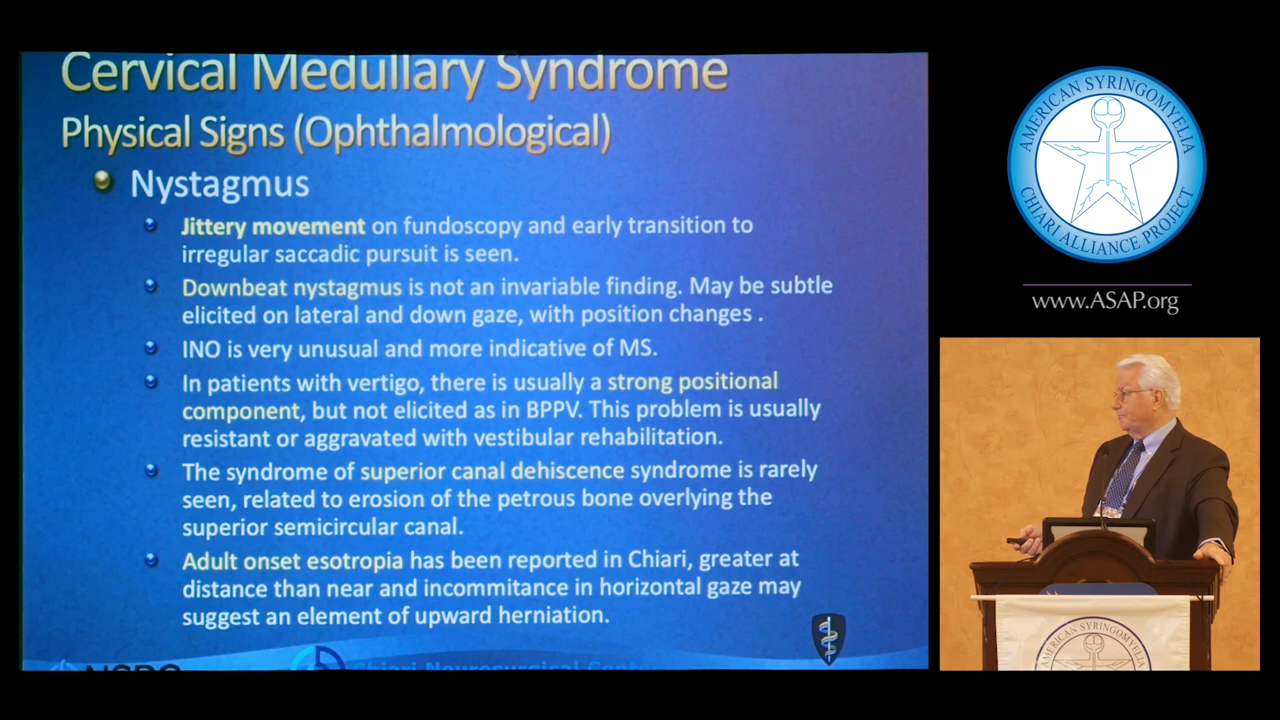 Cervical Medullary Syndrome
Physical Signs (Ophthalmological)
Nystagmus
Jittery movement on fundoscopy and early transition to
irregular saccadic pursuit is seen.
Downbeat nystagmus is not an invariable finding. May be subtle
elicited on lateral and down gaze, with position changes .
INO is very unusual and more indicative of MS.
In patients with vertigo, there is usually a strong positional
component, but not elicited as in BPPV. This problem is usually
resistant or aggravated with vestibular rehabilitation.
The syndrome of superior canal dehiscence syndrome is rarely
seen, related to erosion of the petrous bone overlying the
superior semicircular canal.
Adult onset esotropia has been reported in Chiari, greater at
distance than near and incommitance in horizontal gaze may
suggest an element of upward herniation.
Chiari Neurosurgical
AMERICAN SYRINGOMYELIA
CHIARI ALLIANCE PROJECT
www.ASAP.org
AMERICAN SYRINGOMYELIA